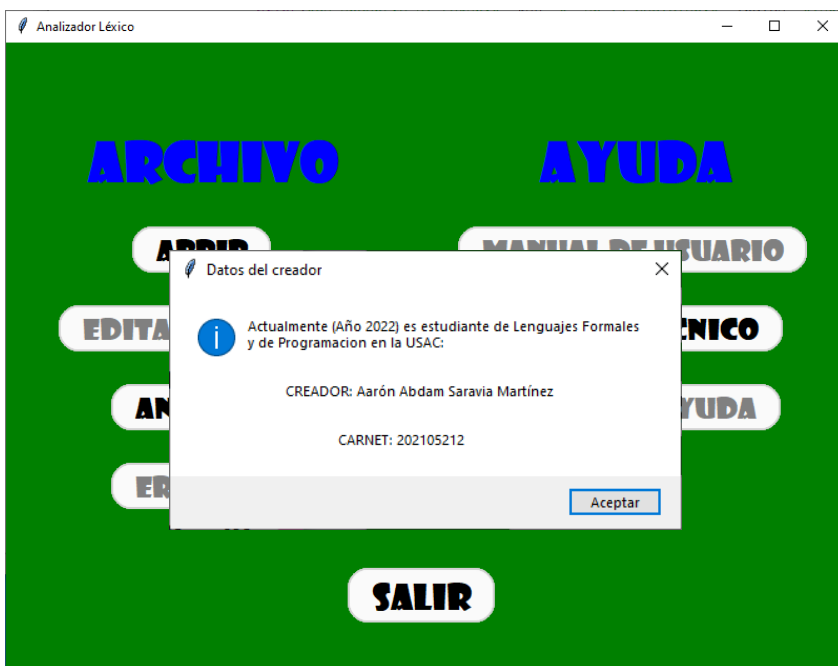 Analizador Léxico
ARCHIVO
AYUDA
MANUAL DE USUARIO
Datos del creador
Actualmente (Año 2022) es estudiante de Lenguajes Formales
y de Programacion en la USAC:
CREADOR: Aarón Abdam Saravia Martínez
CARNET: 202105212
Aceptar
SALIR